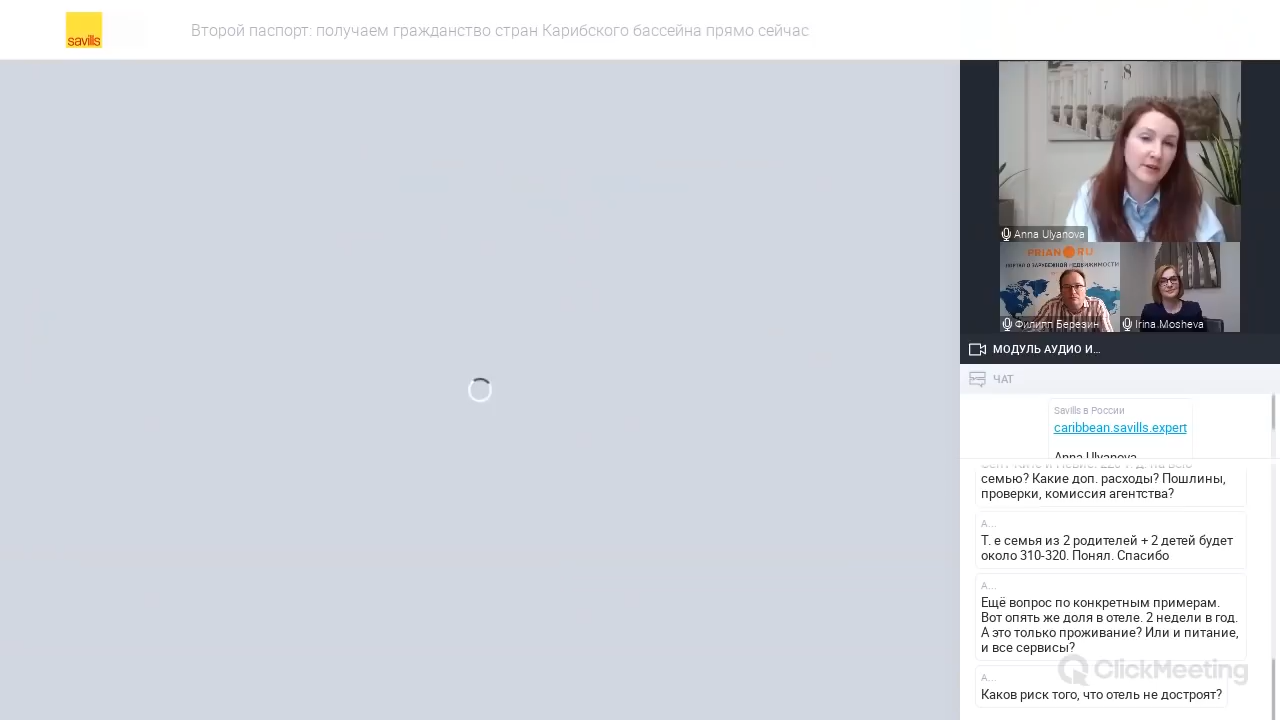 savills
Второй паспорт: получаем гражданство стран Карибского бассейна прямо сейчас
8
Anna Ulyanova
PRIAN.RU
ПОРТАЛ О ЗАРУБЕЖНОЙ НЕДВИЖИМОСТИ
Филипп Березин
Irina.Mosheva
МОДУЛЬ АУДИО И...
ЧАТ
Savills в России
caribbean.savills.expert
Anna Ulyanova
семью? Какие доп. расходы? Пошлины,
проверки, комиссия агентства?
А...
Т. е семья из 2 родителей + 2 детей будет
около 310-320. Понял. Спасибо
А...
Ещё вопрос по конкретным примерам.
Вот опять же доля в отеле. 2 недели в год.
А это только проживание? Или и питание,
и все сервисы?
А...
Каков риск того, что отель не достроят?
ClickMeeting